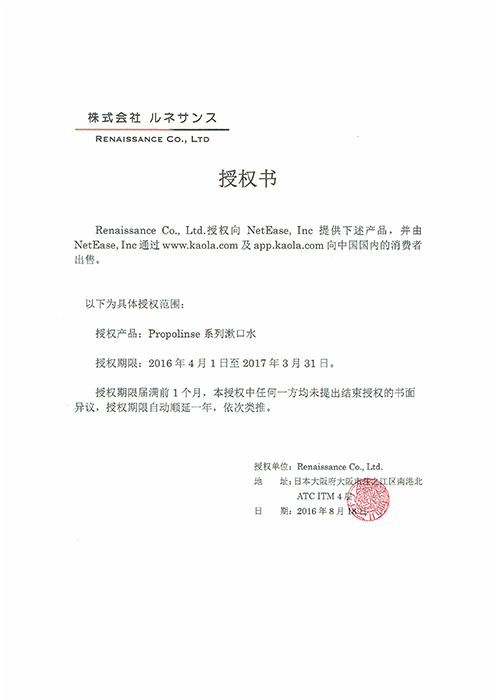 株式会社 ルネサンス
RENAISSANCE CO., LTD
授权书
Renaissance Co., Ltd.授权向 NetEase, Inc 提供下述产品，并由
NetEase, Inc 通过 www.kaola.com 及 app.kaola.com 向中国国内的消费者
出售。
以下为具体授权范围：
授权产品：Propolinse 系列漱口水
授权期限：2016 年 4 月 1 日至 2017 年 3 月 31 日。
授权期限届满前 1 个月，本授权中任何一方均未提出结束授权的书面
异议，授权期限自动顺延一年，依次类推。
授权单位：Renaissance Co., Ltd.
地 址：日本大阪府大阪市住之江区南港北
ATC ITM 4 层
日 期：2016 年 8 月 18 日